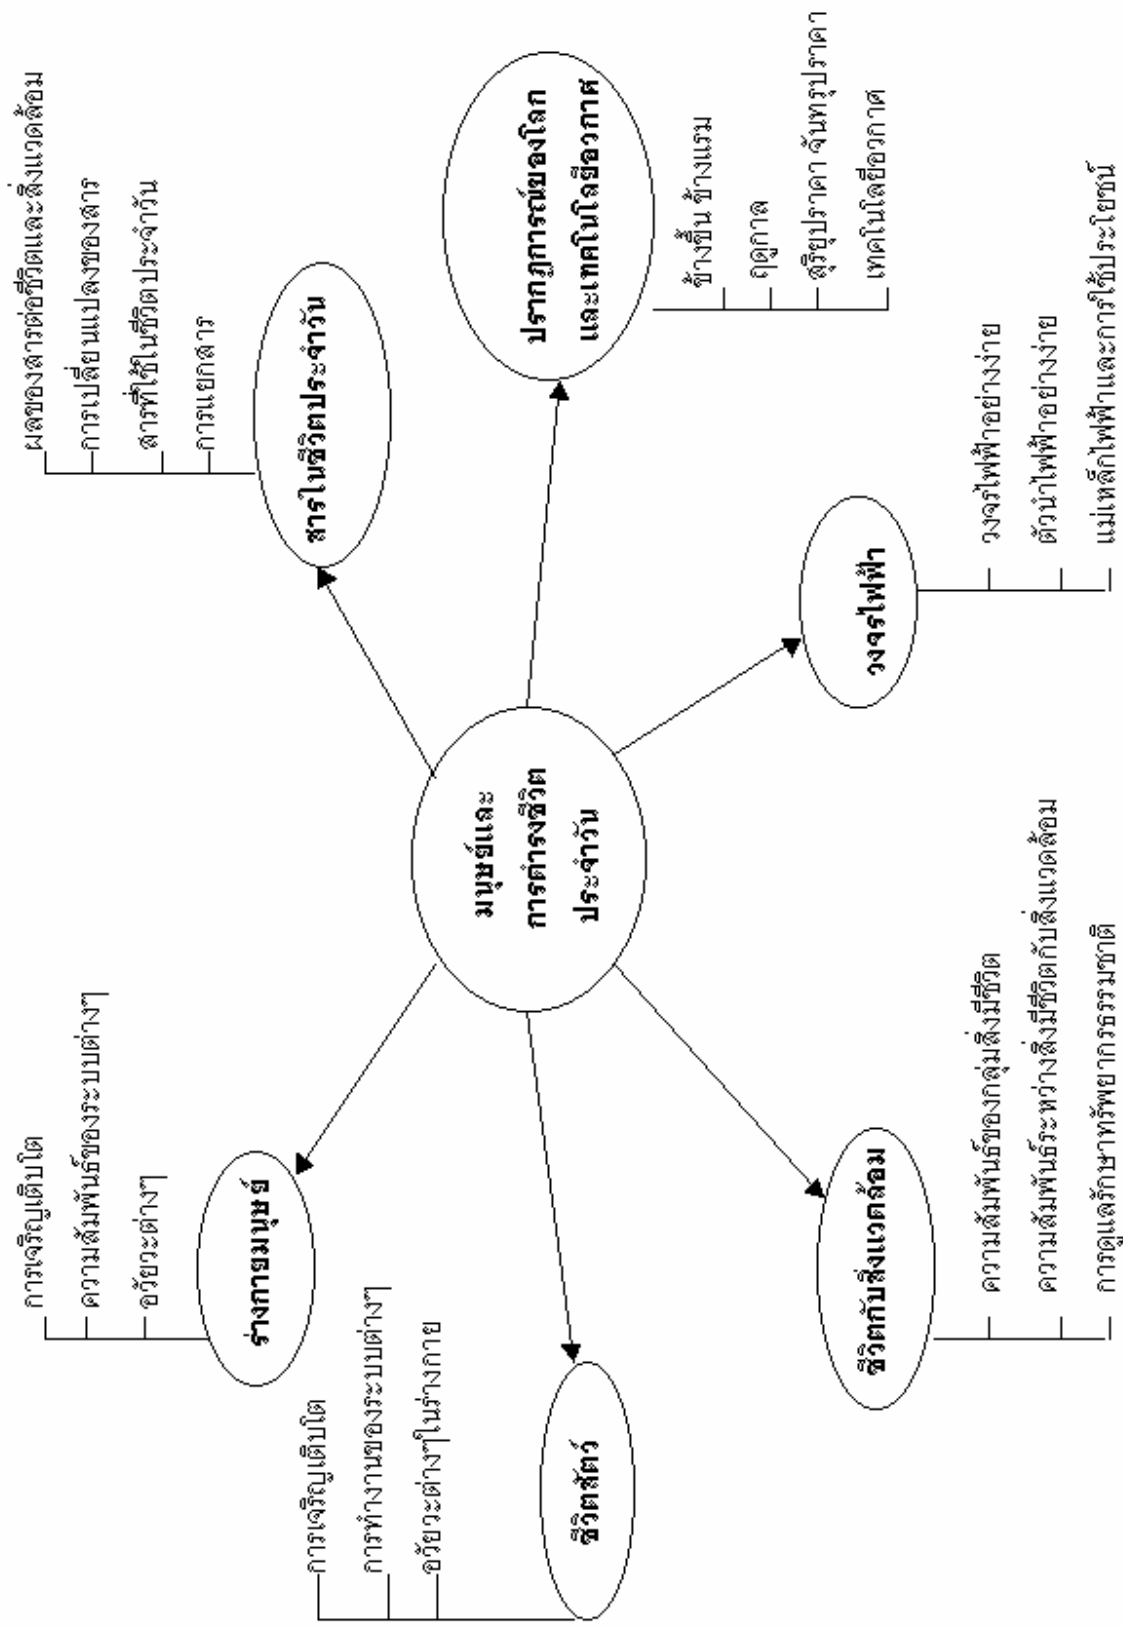 การเจริญเติบโต
ความสัมพันธ์ของระบบต่างๆ
อวัยวะต่างๆ
ร่างกายมนุษย์
ผลของสารต่อชีวิตและสิ่งแวดล้อม
การเปลี่ยนแปลงของสาร
สารที่ใช้ในชีวิตประจำวัน
การแยกสาร
สารในชีวิตประจำวัน
การเจริญเติบโต
การทำงานของระบบต่างๆ
อวัยวะต่างๆในร่างกาย
ชีวิตสัตว์
มนุษย์และ
การดำรงชีวิต
ประจำวัน
ปรากฏการณ์ของโลก
และเทคโนโลยีอวกาศ
ข้างขึ้น ข้างแรม
ฤดูกาล
สุริยุปราคา จันทรุปราคา
เทคโนโลยีอวกาศ
ชีวิตกับสิ่งแวดล้อม
ความสัมพันธ์ของกลุ่มสิ่งมีชีวิต
ความสัมพันธ์ระหว่างสิ่งมีชีวิตกับสิ่งแวดล้อม
การดูแลรักษาทรัพยากรธรรมชาติ
วงจรไฟฟ้า
วงจรไฟฟ้าอย่างง่าย
ตัวนำไฟฟ้าอย่างง่าย
แม่เหล็กไฟฟ้าและการใช้ประโยชน์